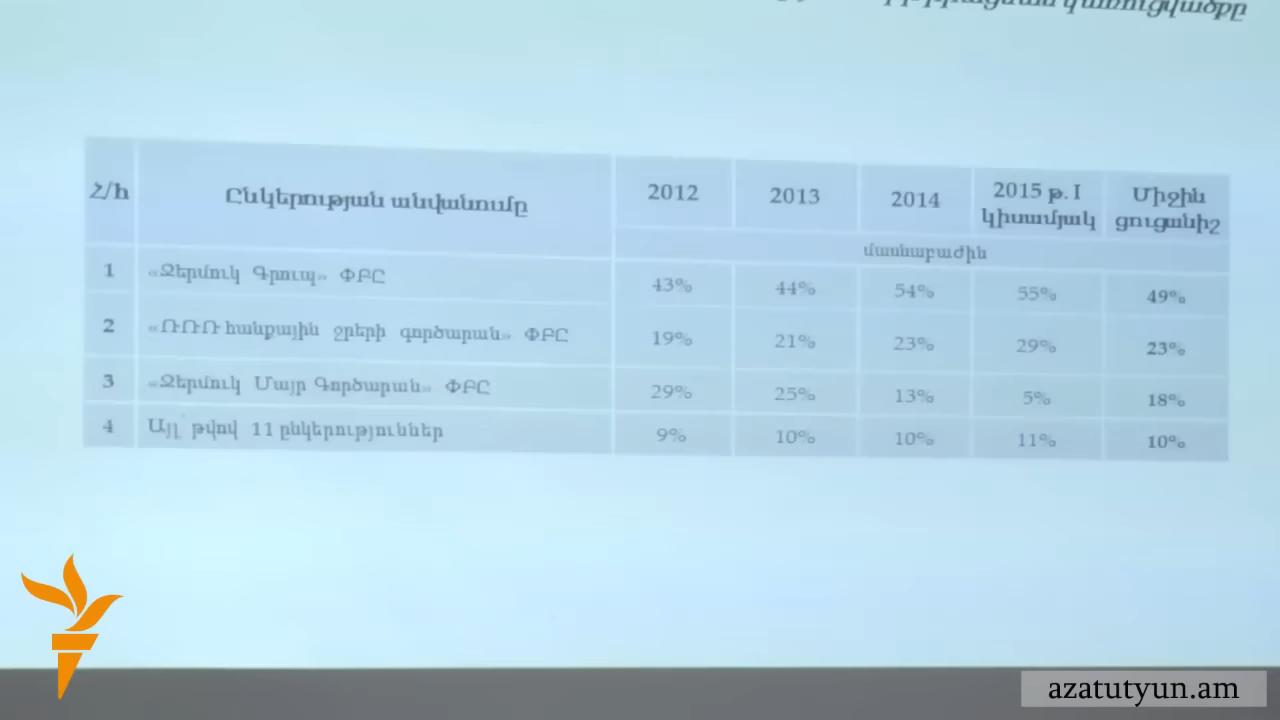 կառուցվածքը
Հ/հ Ընկերության անվանումը 2012 2013 2014 2015 թ. I կիսամյակ Միջին ցուցանիշ
մասնաբաժին
1 «Ջերմուկ Գրուպ» ՓԲԸ 43% 44% 54% 55% 49%
2 «ՌՌՌ հանքային ջրերի գործարան» ՓԲԸ 19% 21% 23% 29% 23%
3 «Ջերմուկ Մայր Գործարան» ՓԲԸ 29% 25% 13% 5% 18%
4 Այլ թվով 11 ընկերություններ 9% 10% 10% 11% 10%
azatutyun.am